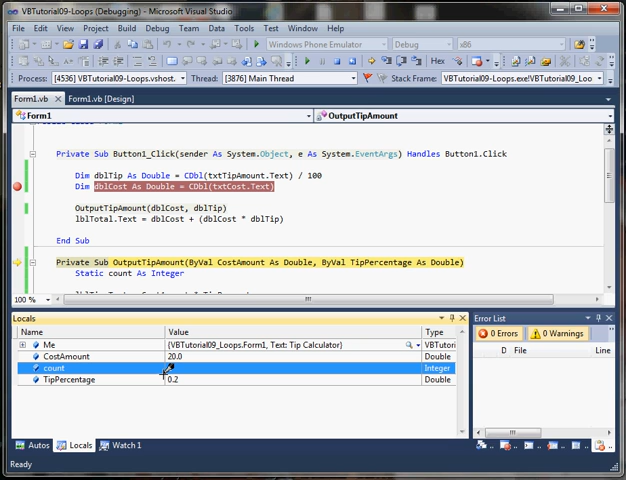 VBTutorial09-Loops (Debugging) - Microsoft Visual Studio
File Edit View Project Build Debug Team Data Tools Test Window Help
Windows Phone Emulator Debug x86
Hex
Process: [4536] VBTutorial09-Loops.vshost. Thread: [3876] Main Thread Stack Frame: VBTutorial09-Loops.exe!VBTutorial09_Loo
Form1.vb Form1.vb [Design]
Form1 OutputTipAmount
Private Sub Button1_Click(sender As System.Object, e As System.EventArgs) Handles Button1.Click
Dim dblTip As Double = CDbl(txtTipAmount.Text) / 100
Dim dblCost As Double = CDbl(txtCost.Text)
OutputTipAmount(dblCost, dblTip)
lblTotal.Text = dblCost + (dblCost * dblTip)
End Sub
Private Sub OutputTipAmount(ByVal CostAmount As Double, ByVal TipPercentage As Double)
Static count As Integer
100 %
Locals Error List
Name Value Type
0 Errors 0 Warnings
Me {VBTutorial09_Loops.Form1, Text: Tip Calculator} VBTutori
D File Line
CostAmount 20.0 Double
count Integer
TipPercentage 0.2 Double
Autos Locals Watch 1
Ready